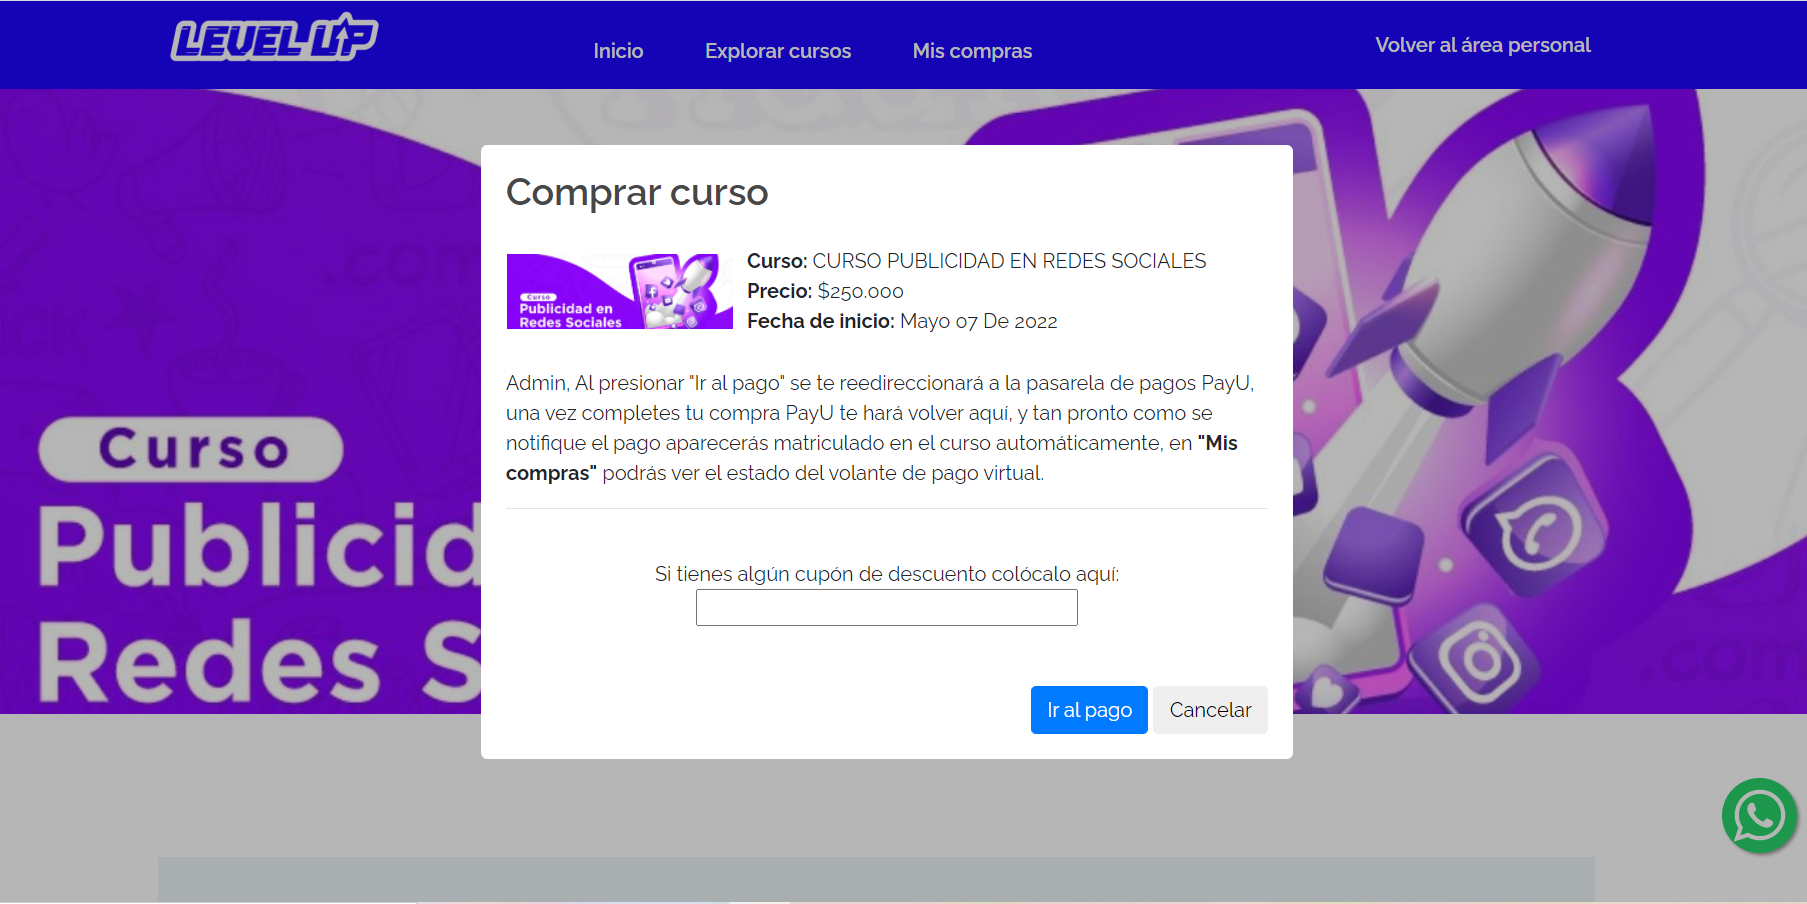 LEVEL UP
Inicio
Explorar cursos
Mis compras
Volver al área personal
Comprar curso
Curso
Publicidad en
Redes Sociales
Curso: CURSO PUBLICIDAD EN REDES SOCIALES
Precio: $250.000
Fecha de inicio: Mayo 07 De 2022
Admin, Al presionar "Ir al pago" se te reedireccionará a la pasarela de pagos PayU,
una vez completes tu compra PayU te hará volver aquí, y tan pronto como se
notifique el pago aparecerás matriculado en el curso automáticamente, en "Mis
compras" podrás ver el estado del volante de pago virtual.
Si tienes algún cupón de descuento colócalo aquí:
Ir al pago
Cancelar
Curso
Publicid
Redes S
.com
.com